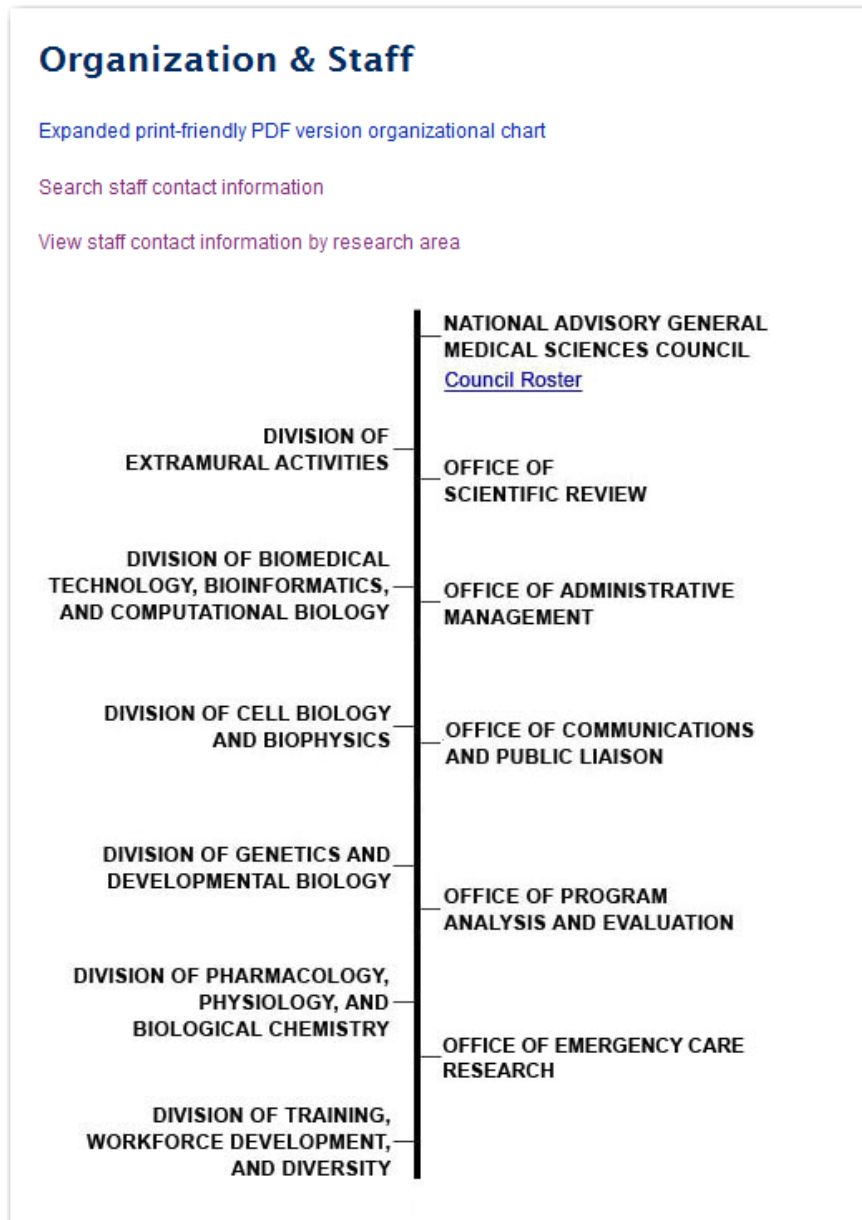 Organization & Staff
Expanded print-friendly PDF version organizational chart
Search staff contact information
View staff contact information by research area
NATIONAL ADVISORY GENERAL
MEDICAL SCIENCES COUNCIL
Council Roster
DIVISION OF
EXTRAMURAL ACTIVITIES
OFFICE OF
SCIENTIFIC REVIEW
DIVISION OF BIOMEDICAL
TECHNOLOGY, BIOINFORMATICS,
AND COMPUTATIONAL BIOLOGY
OFFICE OF ADMINISTRATIVE
MANAGEMENT
DIVISION OF CELL BIOLOGY
AND BIOPHYSICS
OFFICE OF COMMUNICATIONS
AND PUBLIC LIAISON
DIVISION OF GENETICS AND
DEVELOPMENTAL BIOLOGY
OFFICE OF PROGRAM
ANALYSIS AND EVALUATION
DIVISION OF PHARMACOLOGY,
PHYSIOLOGY, AND
BIOLOGICAL CHEMISTRY
OFFICE OF EMERGENCY CARE
RESEARCH
DIVISION OF TRAINING,
WORKFORCE DEVELOPMENT,
AND DIVERSITY